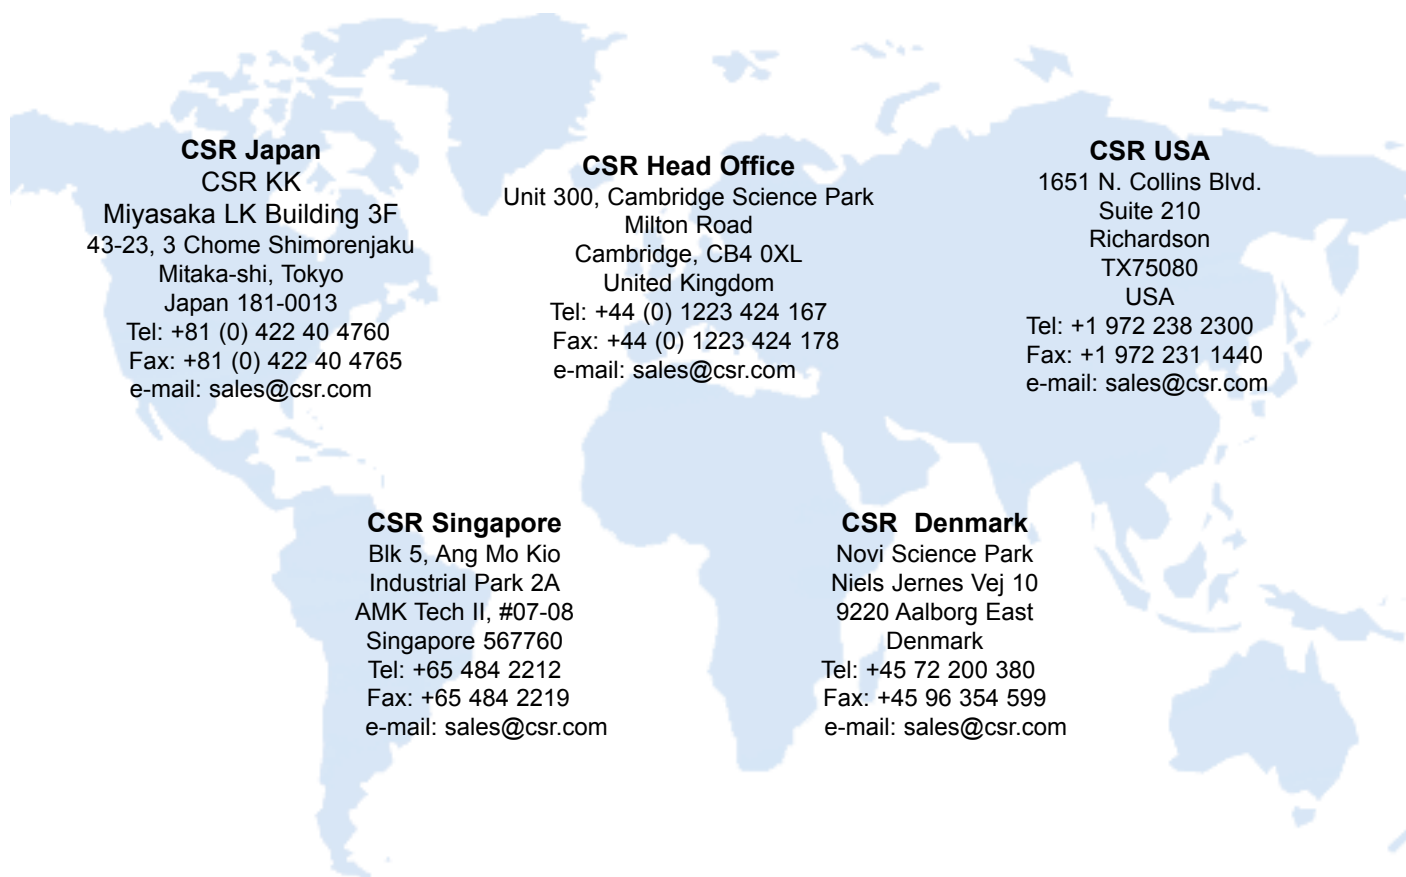 CSR Japan
CSR KK
Miyasaka LK Building 3F
43-23, 3 Chome Shimorenjaku
Mitaka-shi, Tokyo
Japan 181-0013
Tel: +81 (0) 422 40 4760
Fax: +81 (0) 422 40 4765
e-mail: sales@csr.com
CSR Head Office
Unit 300, Cambridge Science Park
Milton Road
Cambridge, CB4 0XL
United Kingdom
Tel: +44 (0) 1223 424 167
Fax: +44 (0) 1223 424 178
e-mail: sales@csr.com
CSR USA
1651 N. Collins Blvd.
Suite 210
Richardson
TX75080
USA
Tel: +1 972 238 2300
Fax: +1 972 231 1440
e-mail: sales@csr.com
CSR Singapore
Blk 5, Ang Mo Kio
Industrial Park 2A
AMK Tech II, #07-08
Singapore 567760
Tel: +65 484 2212
Fax: +65 484 2219
e-mail: sales@csr.com
CSR  Denmark
Novi Science Park
Niels Jernes Vej 10
9220 Aalborg East
Denmark
Tel: +45 72 200 380
Fax: +45 96 354 599
e-mail: sales@csr.com